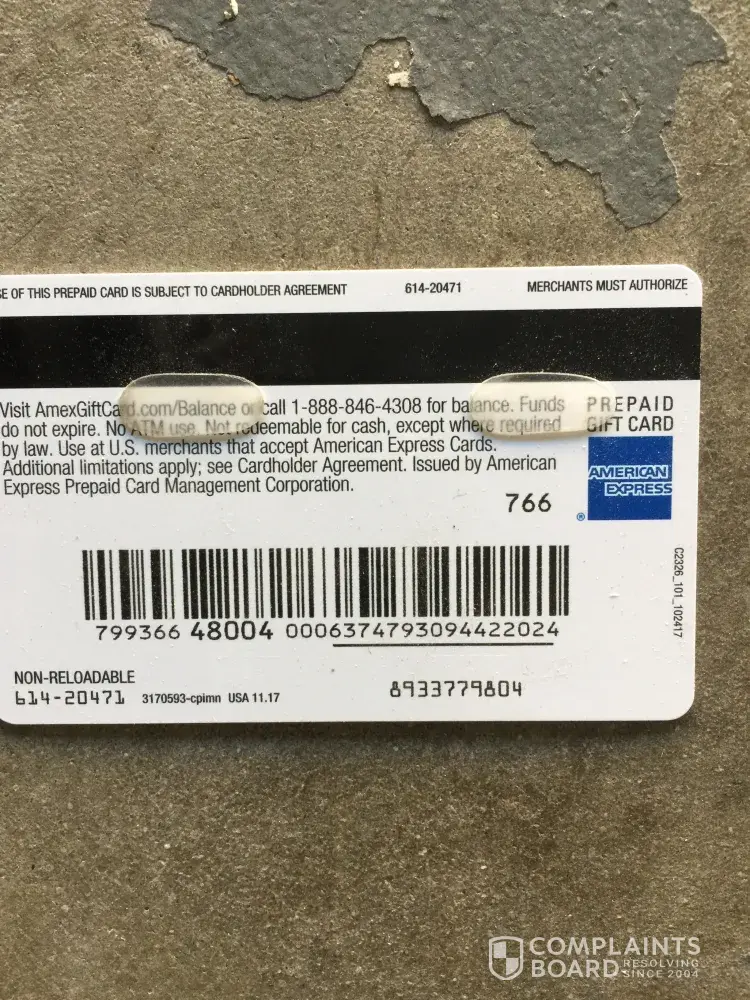 SE OF THIS PREPAID CARD IS SUBJECT TO CARDHOLDER AGREEMENT 614-20471 MERCHANTS MUST AUTHORIZE
Visit AmexGiftCard.com/Balance or call 1-888-846-4308 for balance. Funds
do not expire. No ATM use. Not redeemable for cash, except where required
by law. Use at U.S. merchants that accept American Express Cards.
Additional limitations apply; see Cardholder Agreement. Issued by American
Express Prepaid Card Management Corporation.
PREPAID
GIFT CARD
AMERICAN
EXPRESS
®
766
C2326_101_102417
799366 48004 0006374793094422024
NON-RELOADABLE
614-20471 3170593-cpimn USA 11.17
8933779804
COMPLAINTS
BOARD RESOLVING
SINCE 2004